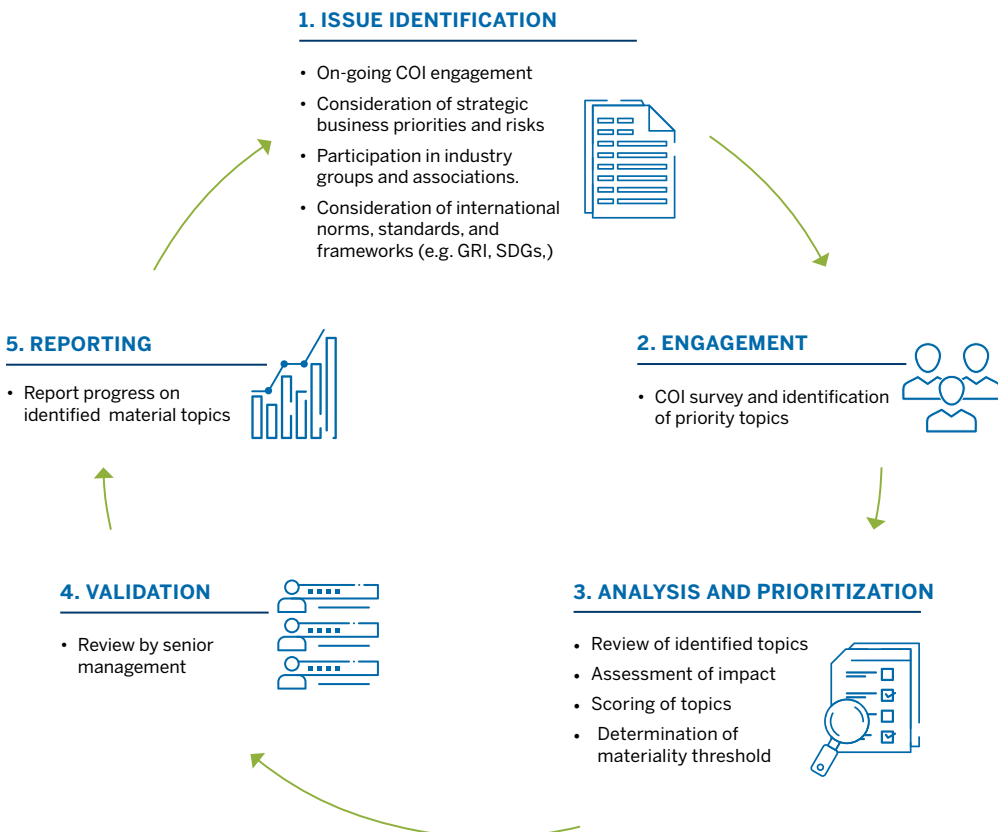 1. ISSUE IDENTIFICATION
• On-going COI engagement
• Consideration of strategic
business priorities and risks
• Participation in industry
groups and associations.
• Consideration of international
norms, standards, and
frameworks (e.g. GRI, SDGs,)
2. ENGAGEMENT
• COI survey and identification
of priority topics
3. ANALYSIS AND PRIORITIZATION
• Review of identified topics
• Assessment of impact
• Scoring of topics
• Determination of
materiality threshold
4. VALIDATION
• Review by senior
management
5. REPORTING
• Report progress on
identified material topics